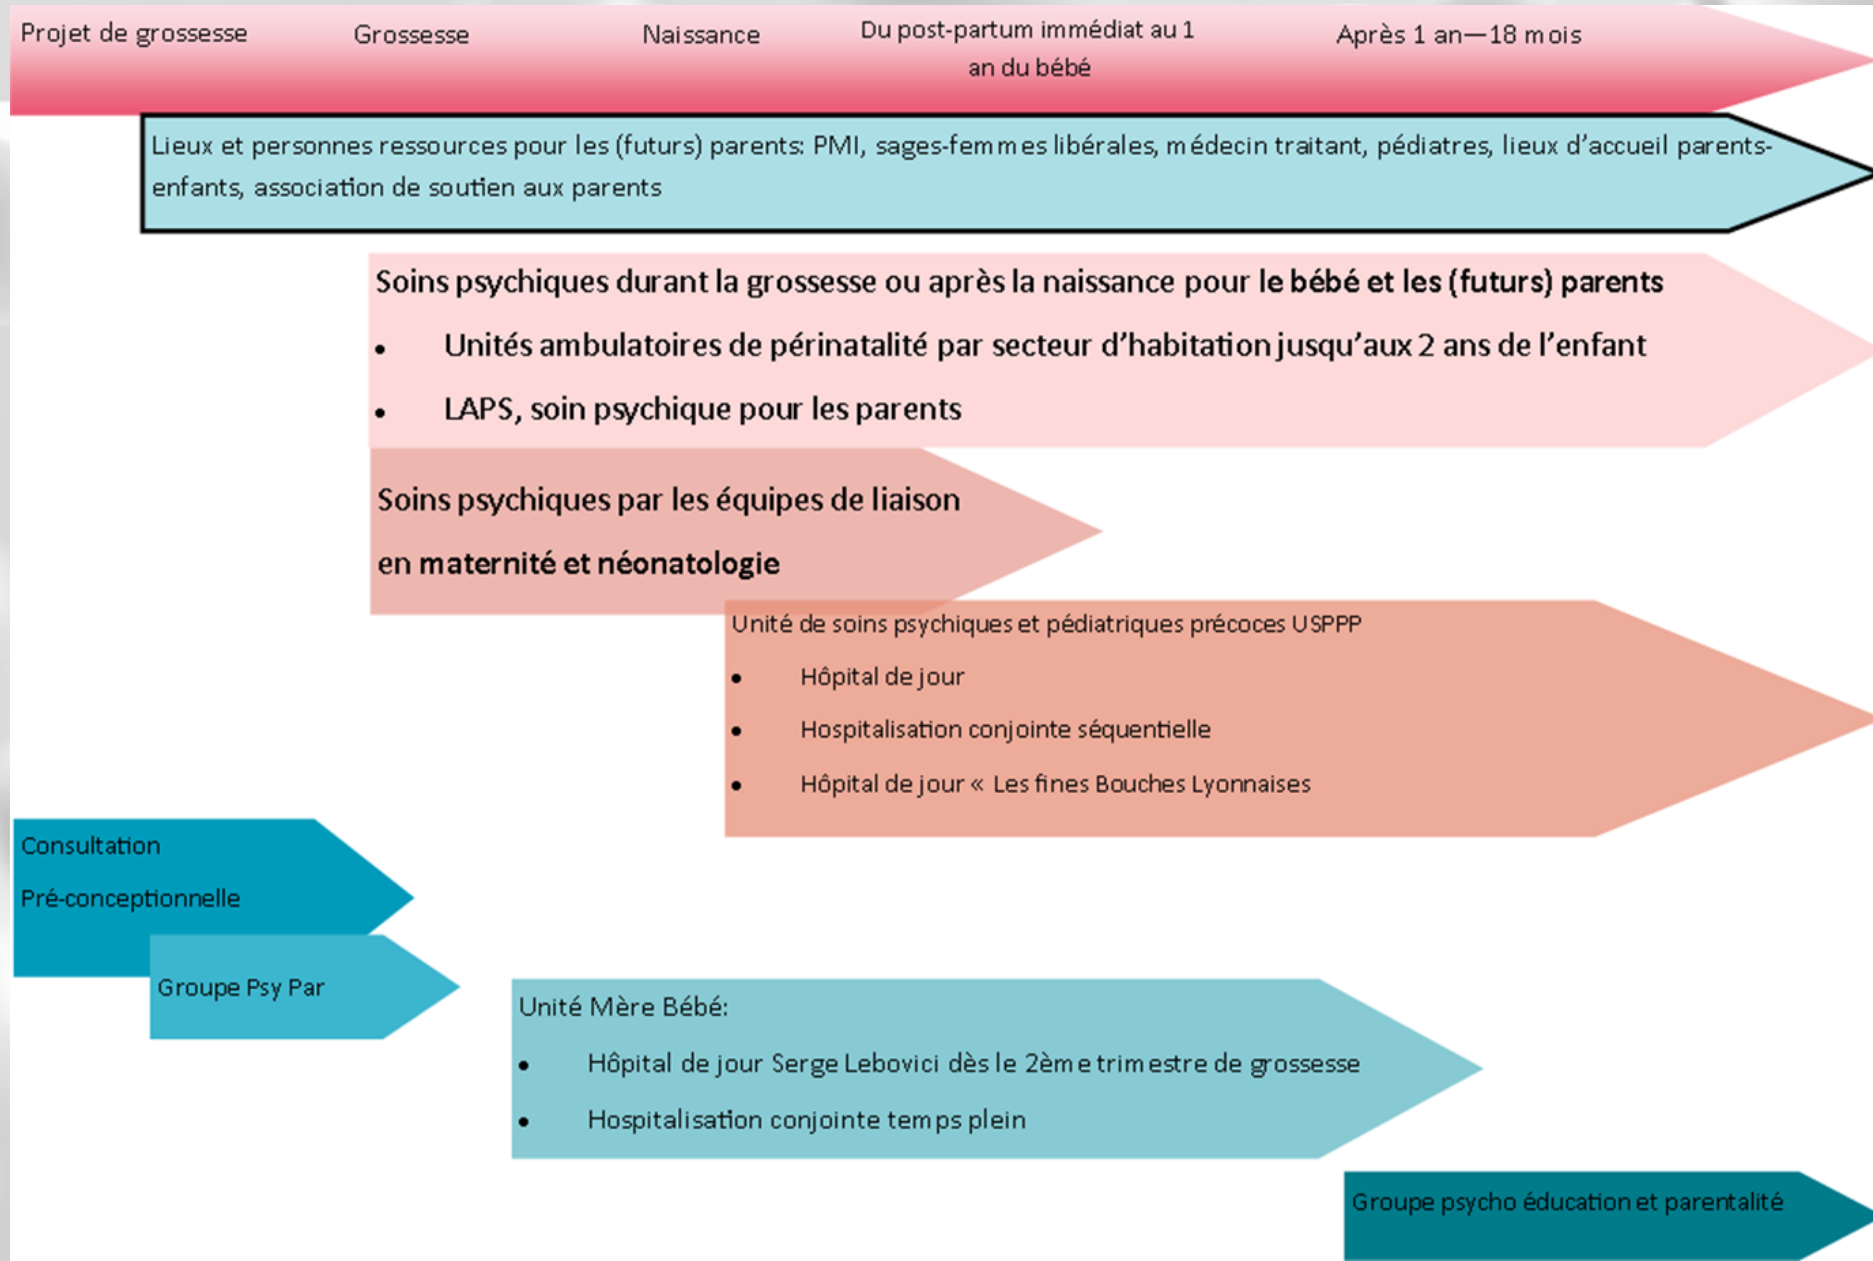 Projet de grossesse
Grossesse
Naissance
Du post-partum immédiat au 1
an du bébé
Après 1 an—18 mois
Lieux et personnes ressources pour les (futurs) parents: PMI, sages-femmes libérales, médecin traitant, pédiatres, lieux d'accueil parents-
enfants, association de soutien aux parents
Soins psychiques durant la grossesse ou après la naissance pour le bébé et les (futurs) parents
• Unités ambulatoires de périnatalité par secteur d'habitation jusqu'aux 2 ans de l'enfant
• LAPS, soin psychique pour les parents
Soins psychiques par les équipes de liaison
en maternité et néonatologie
Unité de soins psychiques et pédiatriques précoces USPPP
• Hôpital de jour
• Hospitalisation conjointe séquentielle
• Hôpital de jour « Les fines Bouches Lyonnaises
Consultation
Pré-conceptionnelle
Groupe Psy Par
Unité Mère Bébé:
• Hôpital de jour Serge Lebovici dès le 2ème trimestre de grossesse
• Hospitalisation conjointe temps plein
Groupe psycho éducation et parentalité